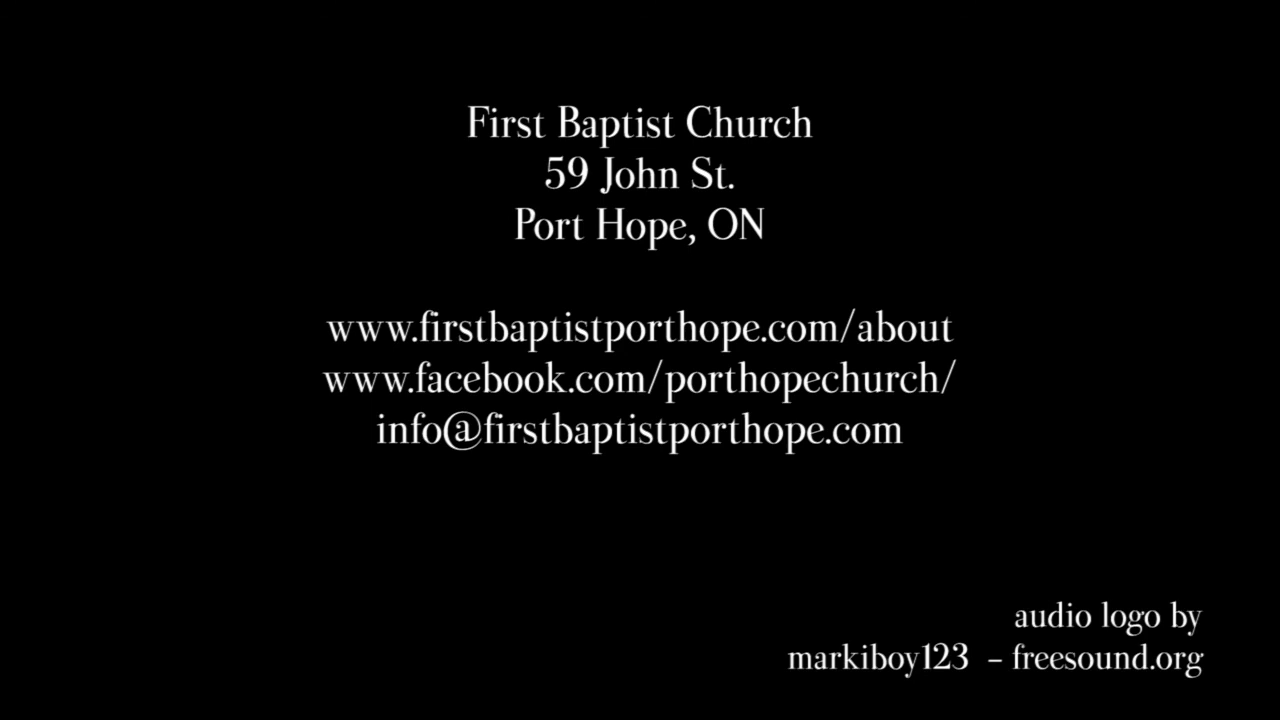 First Baptist Church
59 John St.
Port Hope, ON
www.firstbaptistporthope.com/about
www.facebook.com/porthopechurch/
info@firstbaptistporthope.com
audio logo by
markiboy123 – freesound.org